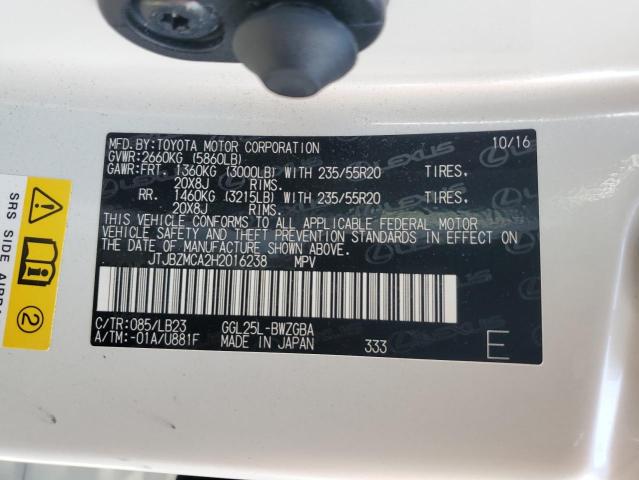 MFD.BY:TOYOTA MOTOR CORPORATION 10/16
GVWR:2660KG (5860LB)
GAWR:FRT. 1360KG (3000LB) WITH 235/55R20 TIRES,
20X8J RIMS.
RR. 1460KG (3215LB) WITH 235/55R20 TIRES,
20X8J RIMS.
THIS VEHICLE CONFORMS TO ALL APPLICABLE FEDERAL MOTOR
VEHICLE SAFETY AND THEFT PREVENTION STANDARDS IN EFFECT ON
THE DATE OF MANUFACTURE SHOWN ABOVE.
JTJBZMCA2H2016238 MPV
C/TR:085/LB23 GGL25L-BWZGBA
A/TM:-01A/U881F MADE IN JAPAN 333 E
SRS SIDE AIRBA
LEXUS